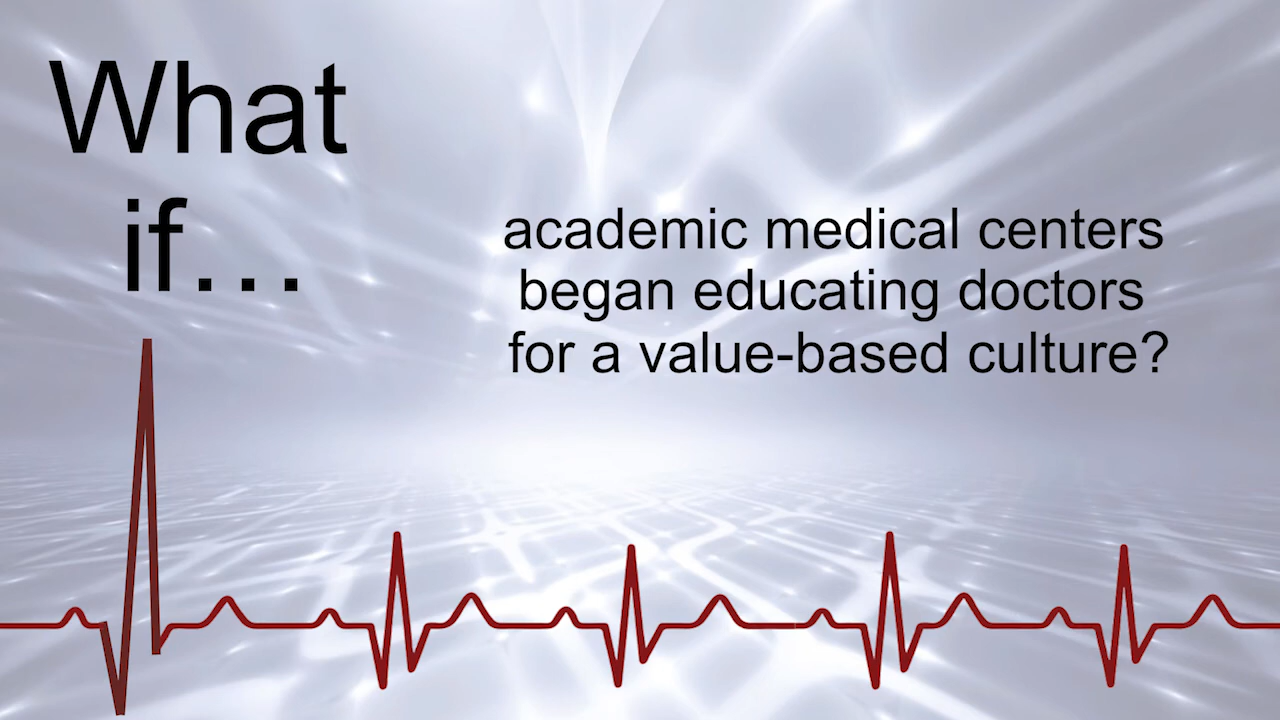 What
if…
academic medical centers
began educating doctors
for a value-based culture?